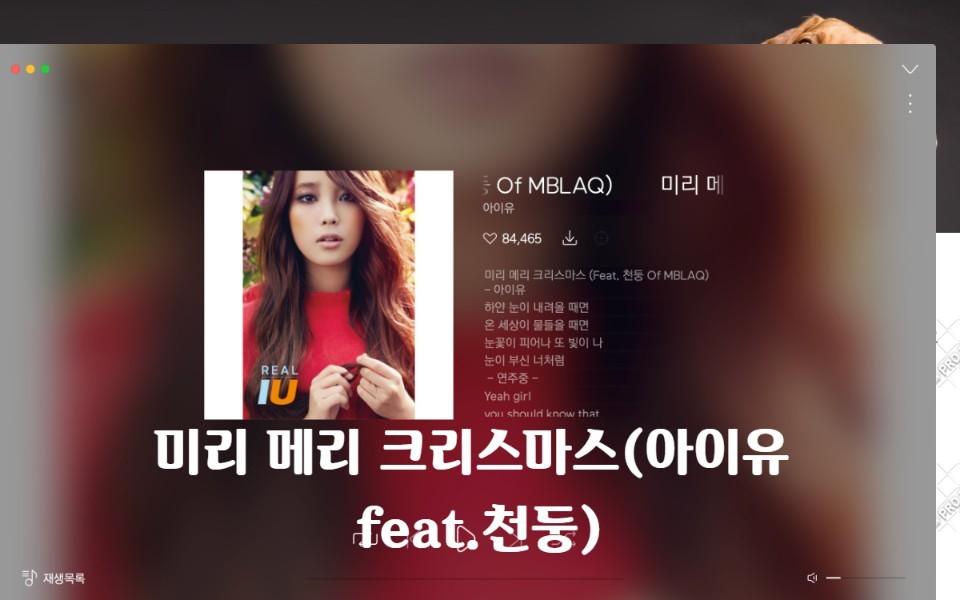 Of MBLAQ) 미리 메
아이유
84,465
미리 메리 크리스마스 (Feat. 천둥 Of MBLAQ)
- 아이유
하얀 눈이 내려올 때면
온 세상이 물들을 때면
눈꽃이 피어나 또 빛이 나
눈이 부신 너처럼
- 연주중 -
Yeah girl
you should know that
REAL
IU
미리 메리 크리스마스(아이유
feat.천둥)
재생목록
PRO
PRO